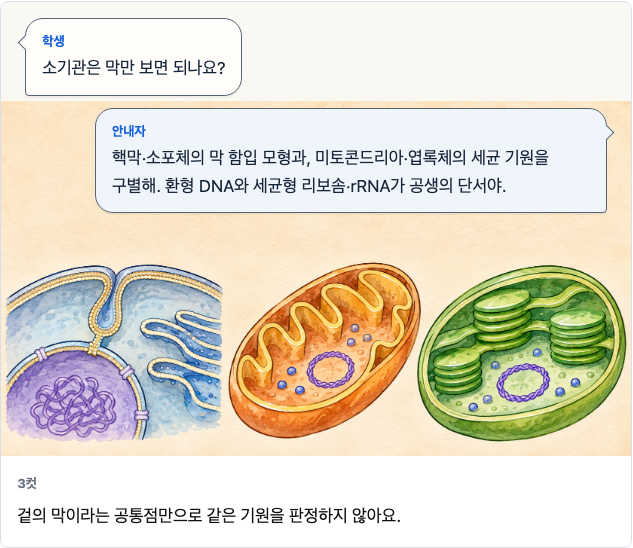 학생
소기관은 막만 보면 되나요?
안내자
핵막·소포체의 막 함입 모형과, 미토콘드리아·엽록체의 세균 기원을
구별해. 환형 DNA와 세균형 리보솜·rRNA가 공생의 단서야.
3컷
겉의 막이라는 공통점만으로 같은 기원을 판정하지 않아요.